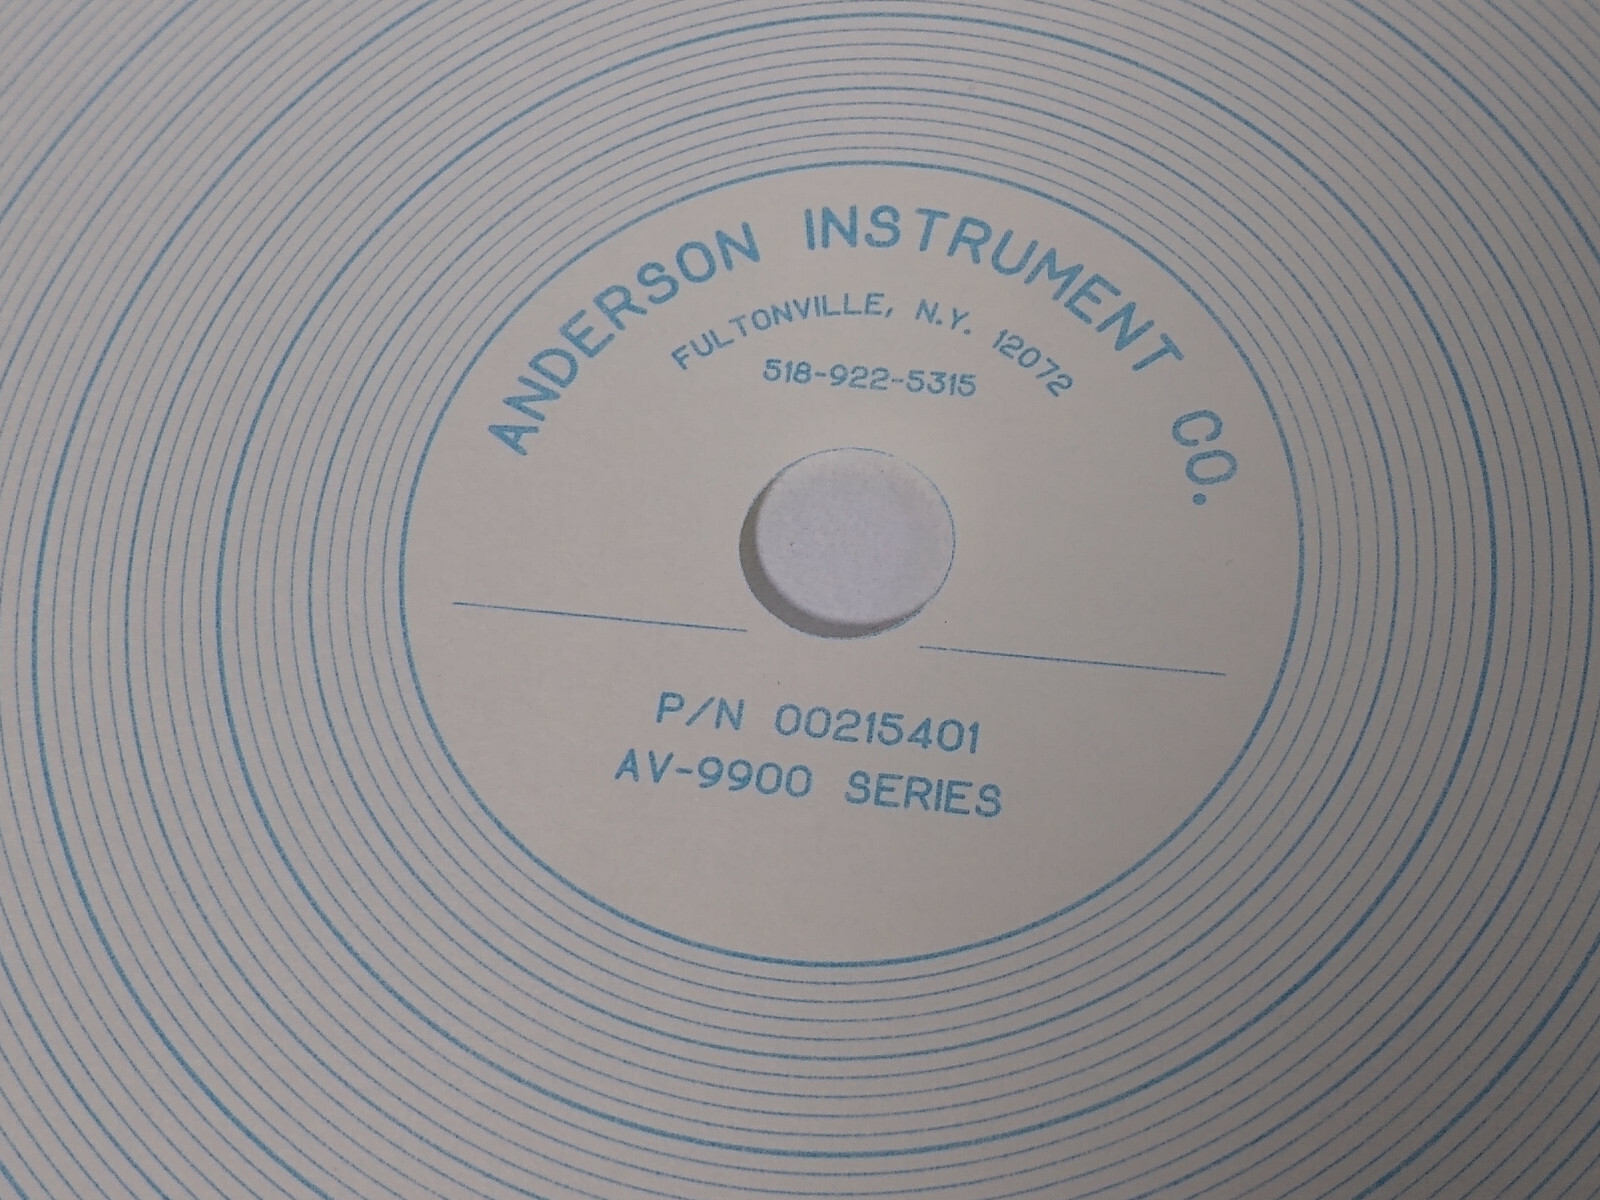 ANDERSON INSTRUMENT CO.
FULTONVILLE, N.Y. 12072
518-922-5315
P/N 00215401
AV-9900 SERIES